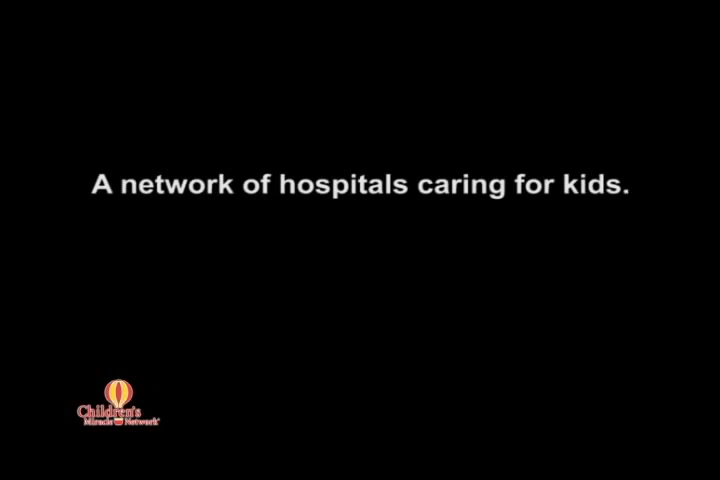 A network of hospitals caring for kids.
Children's
Miracle Network